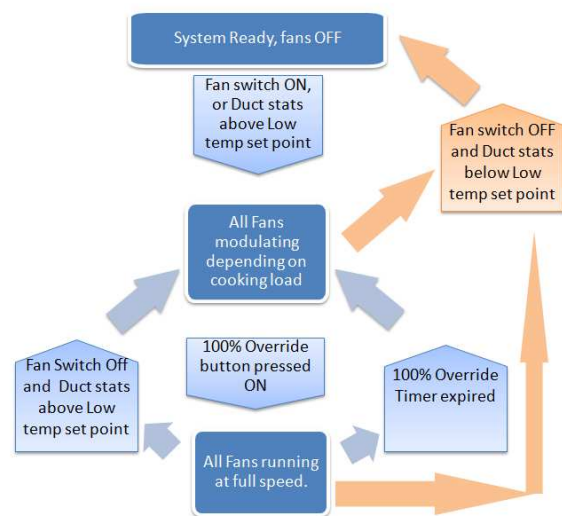 System Ready, fans OFF
Fan switch ON,
or Duct stats
above Low
temp set point
Fan switch OFF
and Duct stats
below Low
temp set point
All Fans
modulating
depending on
cooking load
Fan Switch Off
and Duct stats
above Low
temp set point
100% Override
button pressed
ON
100% Override
Timer expired
All Fans running
at full speed.